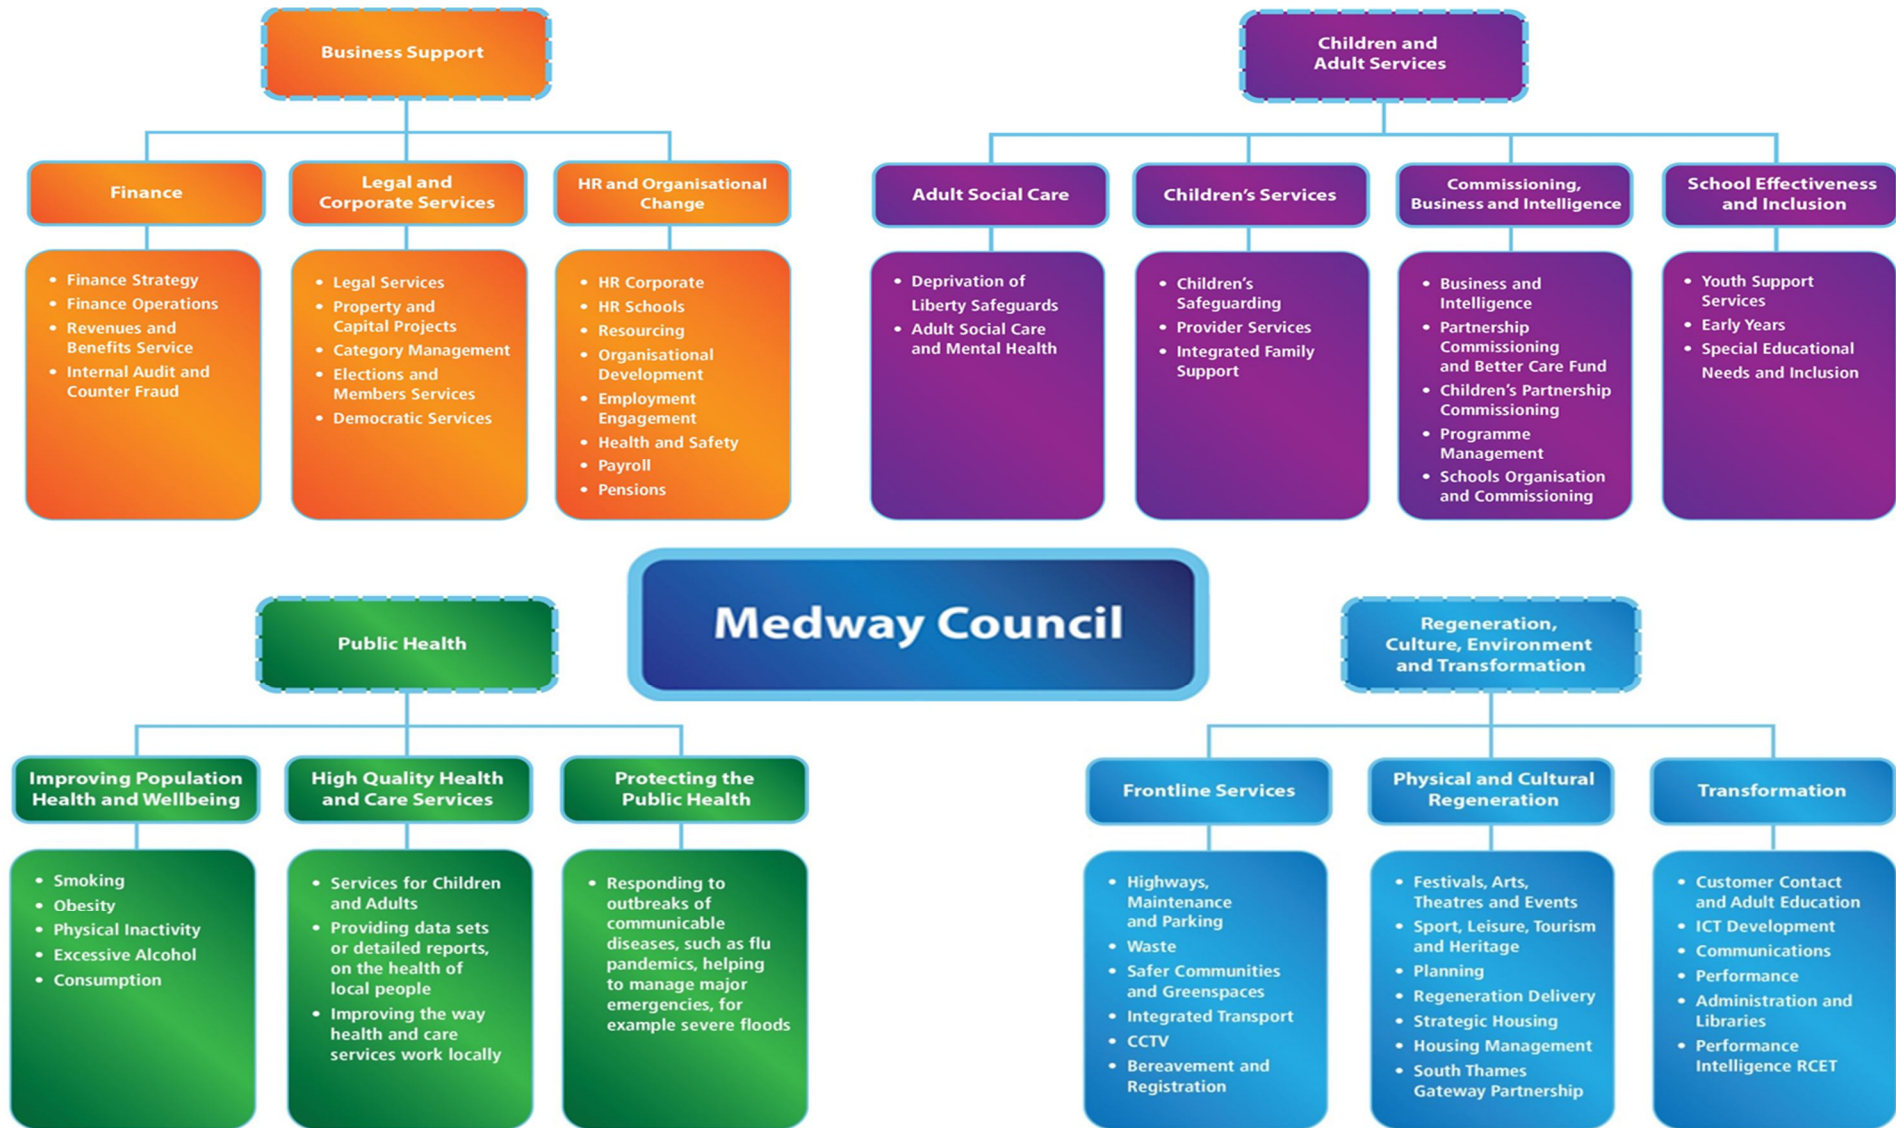 Business Support
Finance
• Finance Strategy
• Finance Operations
• Revenues and
Benefits Service
• Internal Audit and
Counter Fraud
Legal and
Corporate Services
• Legal Services
• Property and
Capital Projects
• Category Management
• Elections and
Members Services
• Democratic Services
HR and Organisational
Change
• HR Corporate
• HR Schools
• Resourcing
• Organisational
Development
• Employment
Engagement
• Health and Safety
• Payroll
• Pensions
Children and
Adult Services
Adult Social Care
• Deprivation of
Liberty Safeguards
• Adult Social Care
and Mental Health
Children's Services
• Children's
Safeguarding
• Provider Services
• Integrated Family
Support
Commissioning,
Business and Intelligence
• Business and
Intelligence
• Partnership
Commissioning
and Better Care Fund
• Children's Partnership
Commissioning
• Programme
Management
• Schools Organisation
and Commissioning
School Effectiveness
and Inclusion
• Youth Support
Services
• Early Years
• Special Educational
Needs and Inclusion
Medway Council
Public Health
Improving Population
Health and Wellbeing
• Smoking
• Obesity
• Physical Inactivity
• Excessive Alcohol
• Consumption
High Quality Health
and Care Services
• Services for Children
and Adults
• Providing data sets
or detailed reports,
on the health of
local people
• Improving the way
health and care
services work locally
Protecting the
Public Health
• Responding to
outbreaks of
communicable
diseases, such as flu
pandemics, helping
to manage major
emergencies, for
example severe floods
Regeneration,
Culture, Environment
and Transformation
Frontline Services
• Highways,
Maintenance
and Parking
• Waste
• Safer Communities
and Greenspaces
• Integrated Transport
• CCTV
• Bereavement and
Registration
Physical and Cultural
Regeneration
• Festivals, Arts,
Theatres and Events
• Sport, Leisure, Tourism
and Heritage
• Planning
• Regeneration Delivery
• Strategic Housing
• Housing Management
• South Thames
Gateway Partnership
Transformation
• Customer Contact
and Adult Education
• ICT Development
• Communications
• Performance
• Administration and
Libraries
• Performance
Intelligence RCET